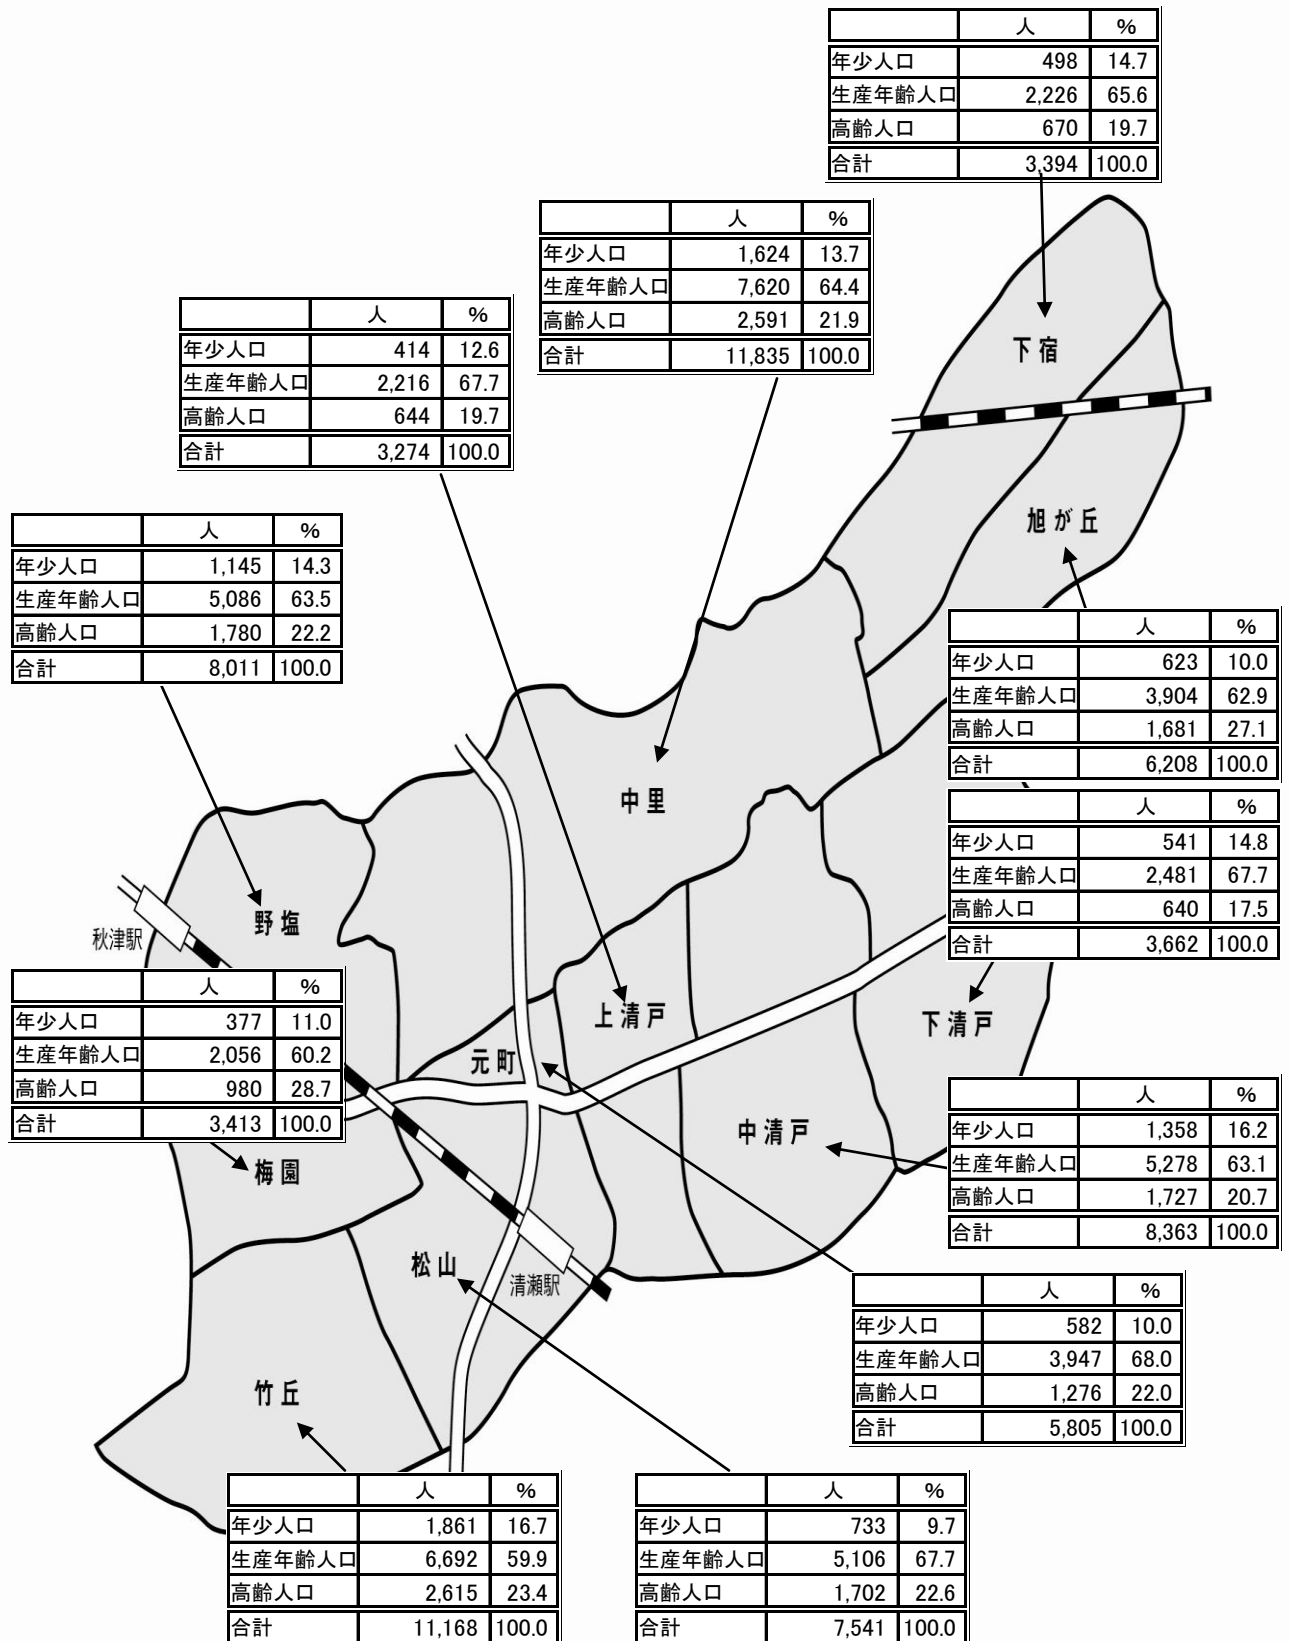 人 %
年少人口 498 14.7
生産年齢人口 2,226 65.6
高齢人口 670 19.7
合計 3,394 100.0
人 %
年少人口 1,624 13.7
生産年齢人口 7,620 64.4
高齢人口 2,591 21.9
合計 11,835 100.0
人 %
年少人口 414 12.6
生産年齢人口 2,216 67.7
高齢人口 644 19.7
合計 3,274 100.0
下宿
人 %
年少人口 1,145 14.3
生産年齢人口 5,086 63.5
高齢人口 1,780 22.2
合計 8,011 100.0
旭が丘
人 %
年少人口 623 10.0
生産年齢人口 3,904 62.9
高齢人口 1,681 27.1
合計 6,208 100.0
中里
人 %
年少人口 541 14.8
生産年齢人口 2,481 67.7
高齢人口 640 17.5
合計 3,662 100.0
野塩
秋津駅
人 %
年少人口 377 11.0
生産年齢人口 2,056 60.2
高齢人口 980 28.7
合計 3,413 100.0
上清戸
下清戸
元町
中清戸
人 %
年少人口 1,358 16.2
生産年齢人口 5,278 63.1
高齢人口 1,727 20.7
合計 8,363 100.0
梅園
松山
清瀬駅
人 %
年少人口 582 10.0
生産年齢人口 3,947 68.0
高齢人口 1,276 22.0
合計 5,805 100.0
竹丘
人 %
年少人口 1,861 16.7
生産年齢人口 6,692 59.9
高齢人口 2,615 23.4
合計 11,168 100.0
人 %
年少人口 733 9.7
生産年齢人口 5,106 67.7
高齢人口 1,702 22.6
合計 7,541 100.0